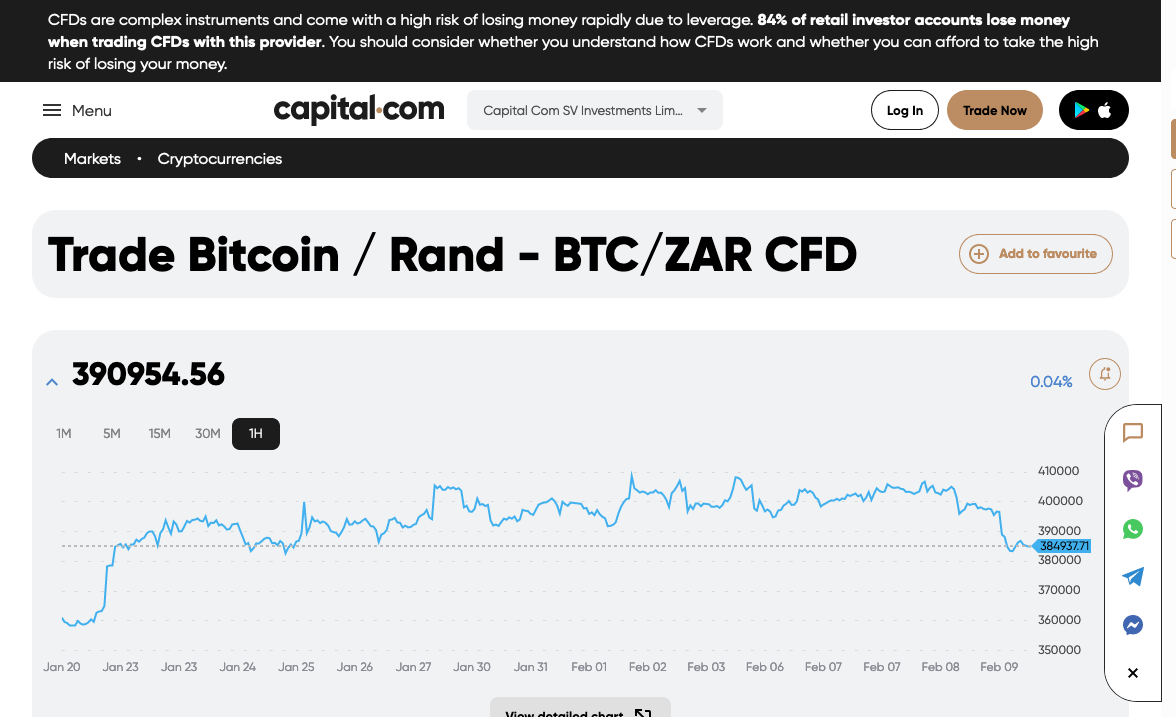 CFDs are complex instruments and come with a high risk of losing money rapidly due to leverage. 84% of retail investor accounts lose money
when trading CFDs with this provider. You should consider whether you understand how CFDs work and whether you can afford to take the high
risk of losing your money.
Menu
capital.com
Capital Com SV Investments Lim...
Log In
Trade Now
Markets • Cryptocurrencies
Trade Bitcoin / Rand - BTC/ZAR CFD
Add to favourite
390954.56
0.04%
1M 5M 15M 30M 1H
410000
400000
390000
384937.71
380000
370000
360000
350000
Jan 20 Jan 23 Jan 23 Jan 24 Jan 25 Jan 26 Jan 27 Jan 30 Jan 31 Feb 01 Feb 02 Feb 03 Feb 06 Feb 07 Feb 07 Feb 08 Feb 09
View detailed chart